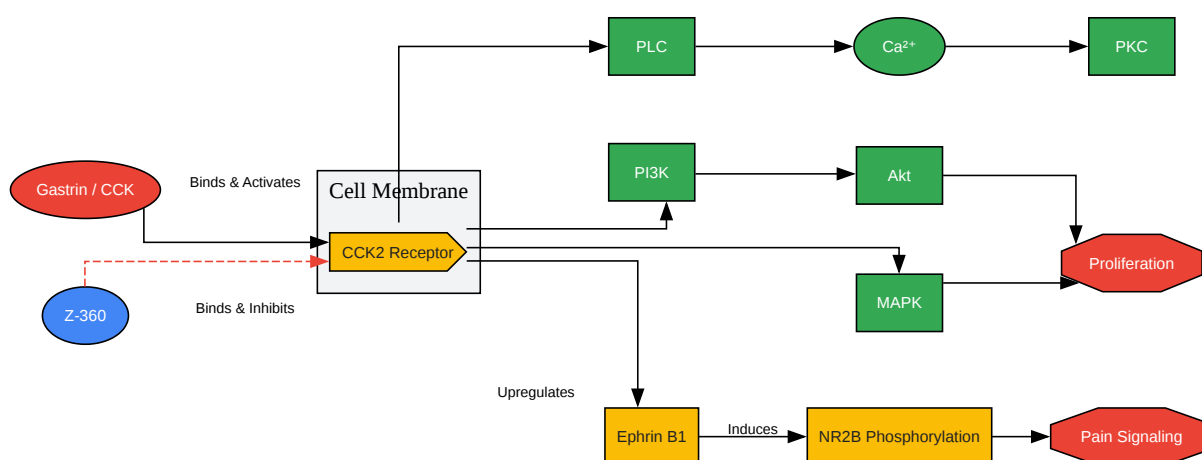 PLC
Ca²⁺
PKC
PI3K
Akt
Gastrin / CCK
Binds & Activates
Cell Membrane
CCK2 Receptor
Proliferation
Z-360
Binds & Inhibits
MAPK
Upregulates
Ephrin B1
Induces
NR2B Phosphorylation
Pain Signaling